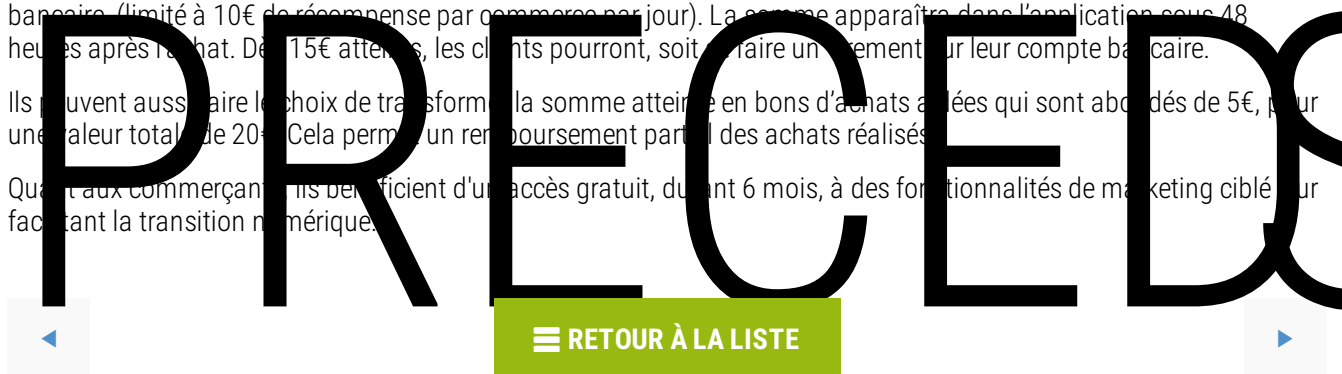 bancaire. (limité à 10€ de récompense par commerce par jour). La somme apparaîtra dans l'application sous 48
heures après l'achat. Dès 15€ atteints, les clients pourront, soit en faire un virement sur leur compte bancaire.
Ils peuvent aussi faire le choix de transformer la somme atteinte en bons d'achats allées qui sont abondés de 5€, pour
une valeur totale de 20€. Cela permet un remboursement partiel des achats réalisés
Quant aux commerçants, ils bénéficient d'un accès gratuit, durant 6 mois, à des fonctionnalités de marketing ciblé pour
facilitant la transition numérique.
PRECED
S
RETOUR À LA LISTE